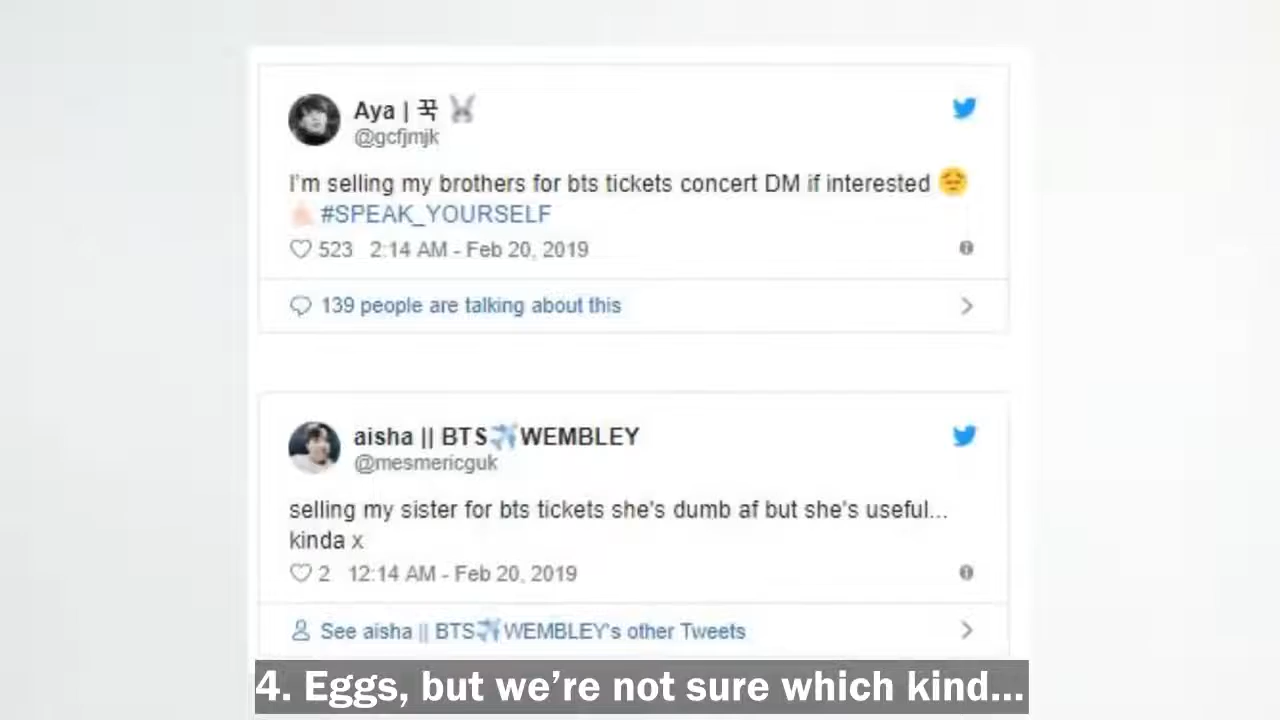 Aya | 꾹 🐰
@gcfjmjk
I'm selling my brothers for bts tickets concert DM if interested 😔
#SPEAK_YOURSELF
523 2:14 AM - Feb 20, 2019
139 people are talking about this
aisha || BTS✈️WEMBLEY
@mesmericguk
selling my sister for bts tickets she's dumb af but she's useful...
kinda x
2 12:14 AM - Feb 20, 2019
See aisha || BTS✈️WEMBLEY's other Tweets
4. Eggs, but we're not sure which kind...